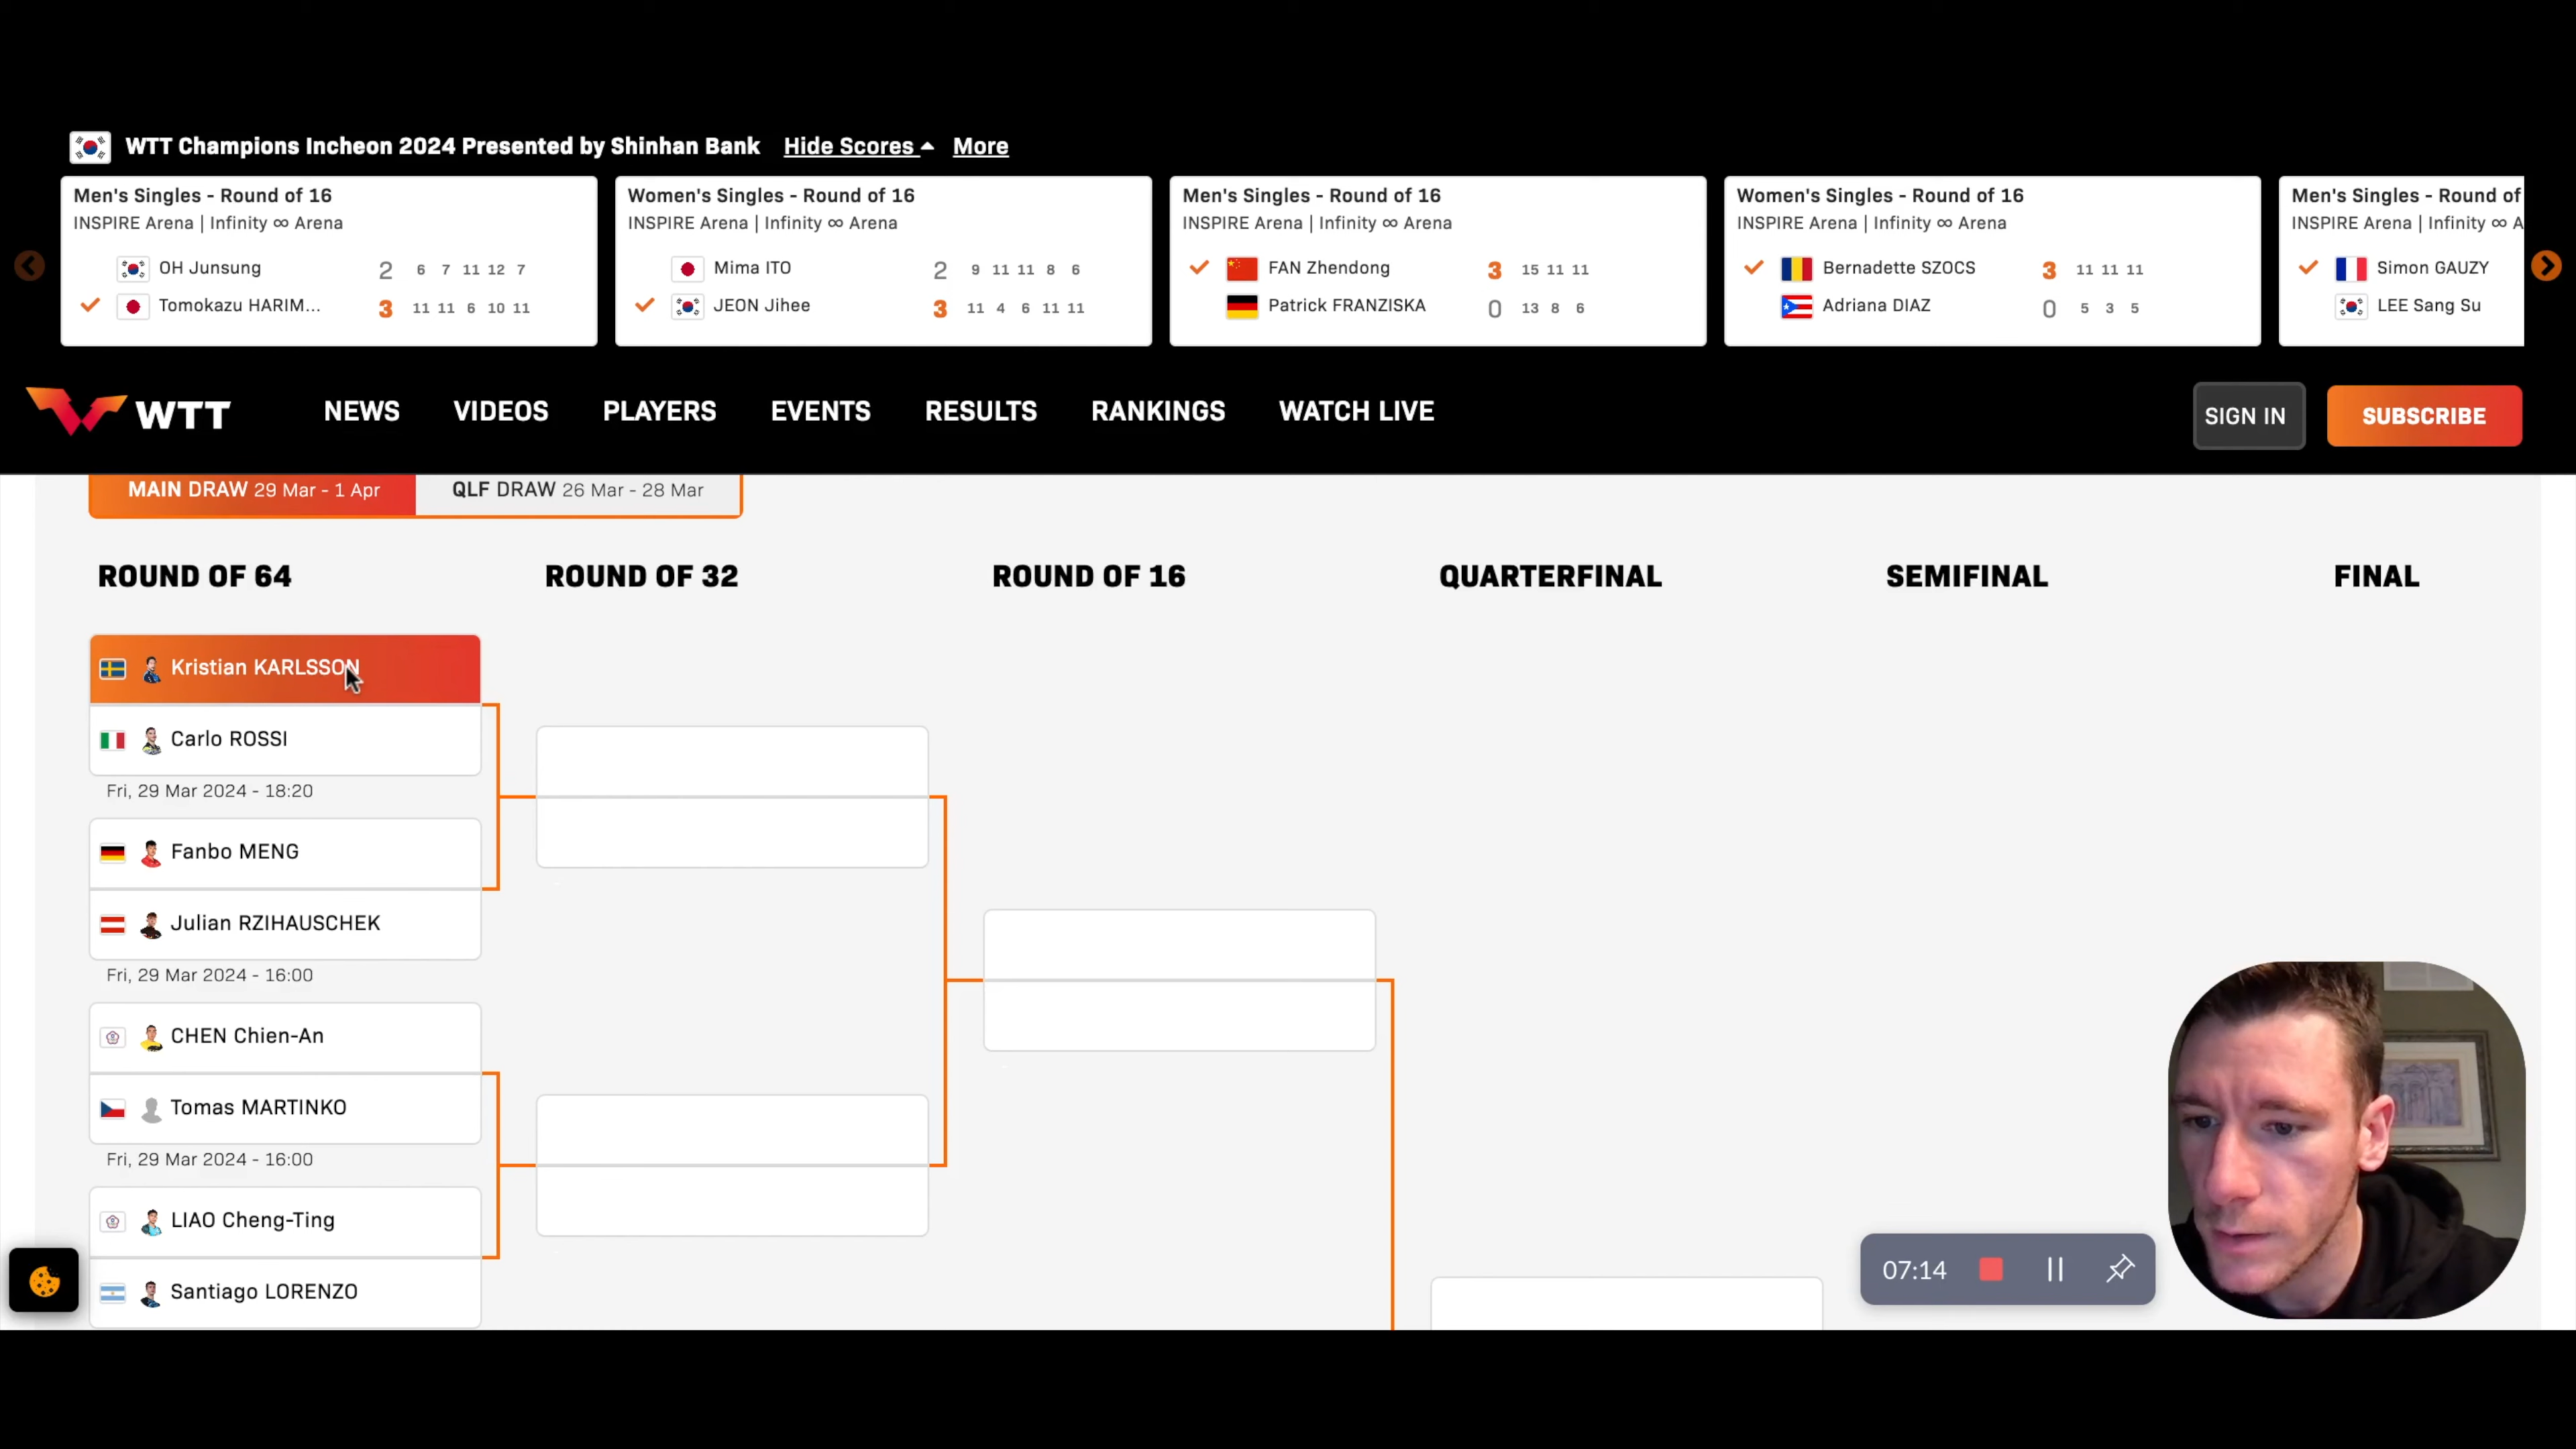 WTT Champions Incheon 2024 Presented by Shinhan Bank Hide Scores More
Men's Singles - Round of 16
INSPIRE Arena | Infinity ∞ Arena
OH Junsung 2 6 7 11 12 7
Tomokazu HARIM... 3 11 11 6 10 11
Women's Singles - Round of 16
INSPIRE Arena | Infinity ∞ Arena
Mima ITO 2 9 11 11 8 6
JEON Jihee 3 11 4 6 11 11
Men's Singles - Round of 16
INSPIRE Arena | Infinity ∞ Arena
FAN Zhendong 3 15 11 11
Patrick FRANZISKA 0 13 8 6
Women's Singles - Round of 16
INSPIRE Arena | Infinity ∞ Arena
Bernadette SZOCS 3 11 11 11
Adriana DIAZ 0 5 3 5
Men's Singles - Round of
INSPIRE Arena | Infinity ∞ A
Simon GAUZY
LEE Sang Su
WTT NEWS VIDEOS PLAYERS EVENTS RESULTS RANKINGS WATCH LIVE SIGN IN SUBSCRIBE
MAIN DRAW 29 Mar - 1 Apr QLF DRAW 26 Mar - 28 Mar
ROUND OF 64 ROUND OF 32 ROUND OF 16 QUARTERFINAL SEMIFINAL FINAL
Kristian KARLSSON
Carlo ROSSI
Fri, 29 Mar 2024 - 18:20
Fanbo MENG
Julian RZIHAUSCHEK
Fri, 29 Mar 2024 - 16:00
CHEN Chien-An
Tomas MARTINKO
Fri, 29 Mar 2024 - 16:00
LIAO Cheng-Ting
Santiago LORENZO
07:14